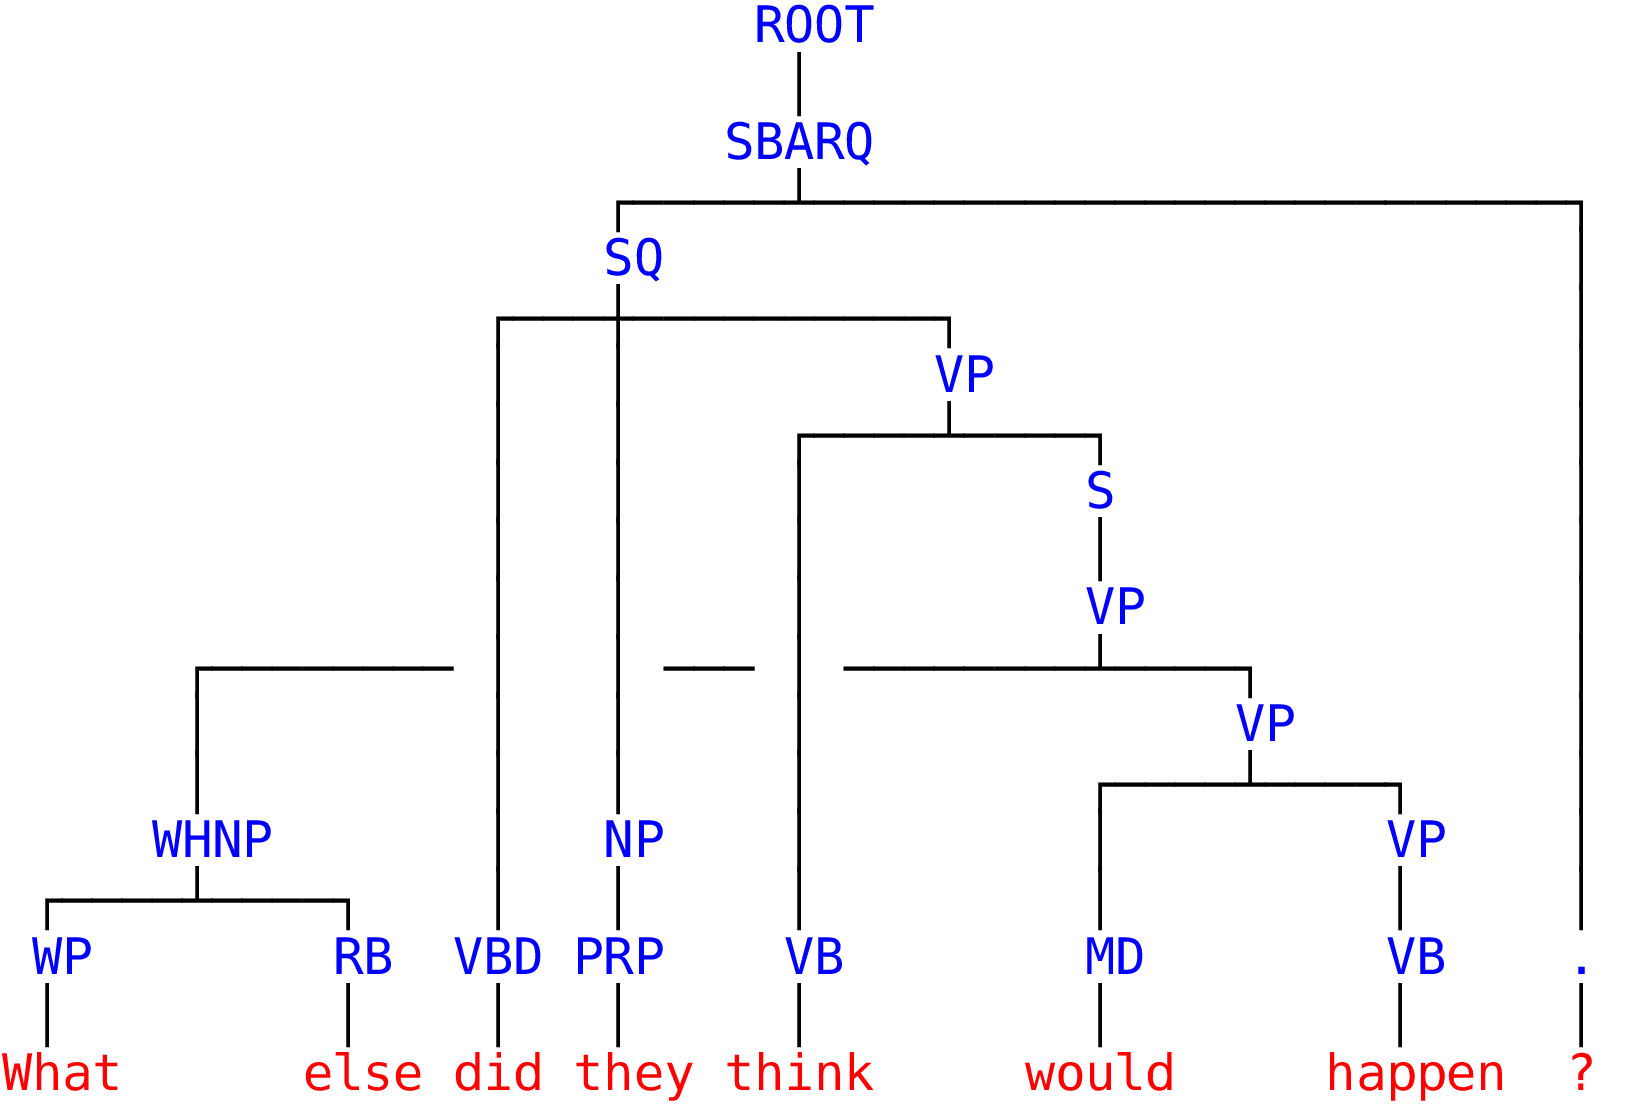 ROOT
SBARQ
SQ
VP
S
VP
VP
WHNP NP VP
WP RB VBD PRP VB MD VB .
What else did they think would happen ?